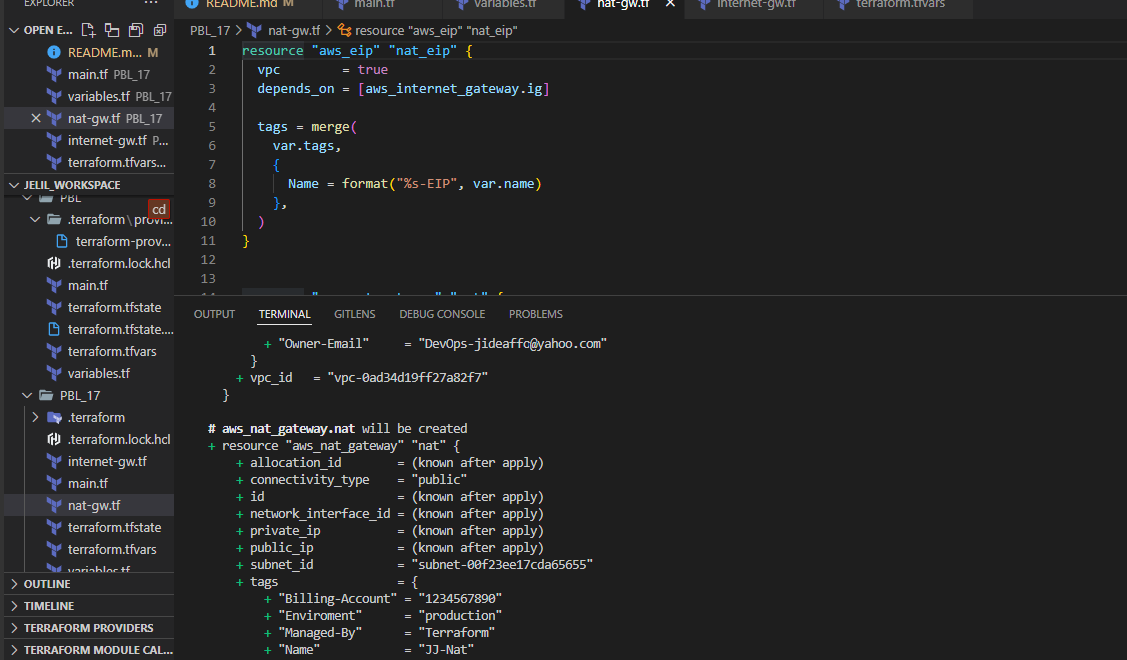 EXPLORER ...
OPEN E...
README.m... M
main.tf PBL_17
variables.tf PBL_17
nat-gw.tf PBL_17
internet-gw.tf P...
terraform.tfvars...
JELIL_WORKSPACE
PBL
cd
.terraform\provi...
terraform-prov...
.terraform.lock.hcl
main.tf
terraform.tfstate
terraform.tfstate....
terraform.tfvars
variables.tf
PBL_17
.terraform
.terraform.lock.hcl
internet-gw.tf
main.tf
nat-gw.tf
terraform.tfstate
terraform.tfvars
variables.tf
OUTLINE
TIMELINE
TERRAFORM PROVIDERS
TERRAFORM MODULE CAL...
README.md M main.tf variables.tf nat-gw.tf internet-gw.tf terraform.tfvars
PBL_17 > nat-gw.tf > resource "aws_eip" "nat_eip"
1 resource "aws_eip" "nat_eip" {
2 vpc = true
3 depends_on = [aws_internet_gateway.ig]
4
5 tags = merge(
6 var.tags,
7 {
8 Name = format("%s-EIP", var.name)
9 },
10 )
11 }
12
13
OUTPUT TERMINAL GITLENS DEBUG CONSOLE PROBLEMS
+ "Owner-Email" = "DevOps-jideaffo@yahoo.com"
}
+ vpc_id = "vpc-0ad34d19ff27a82f7"
}
# aws_nat_gateway.nat will be created
+ resource "aws_nat_gateway" "nat" {
+ allocation_id = (known after apply)
+ connectivity_type = "public"
+ id = (known after apply)
+ network_interface_id = (known after apply)
+ private_ip = (known after apply)
+ public_ip = (known after apply)
+ subnet_id = "subnet-00f23ee17cda65655"
+ tags = {
+ "Billing-Account" = "1234567890"
+ "Enviroment" = "production"
+ "Managed-By" = "Terraform"
+ "Name" = "JJ-Nat"